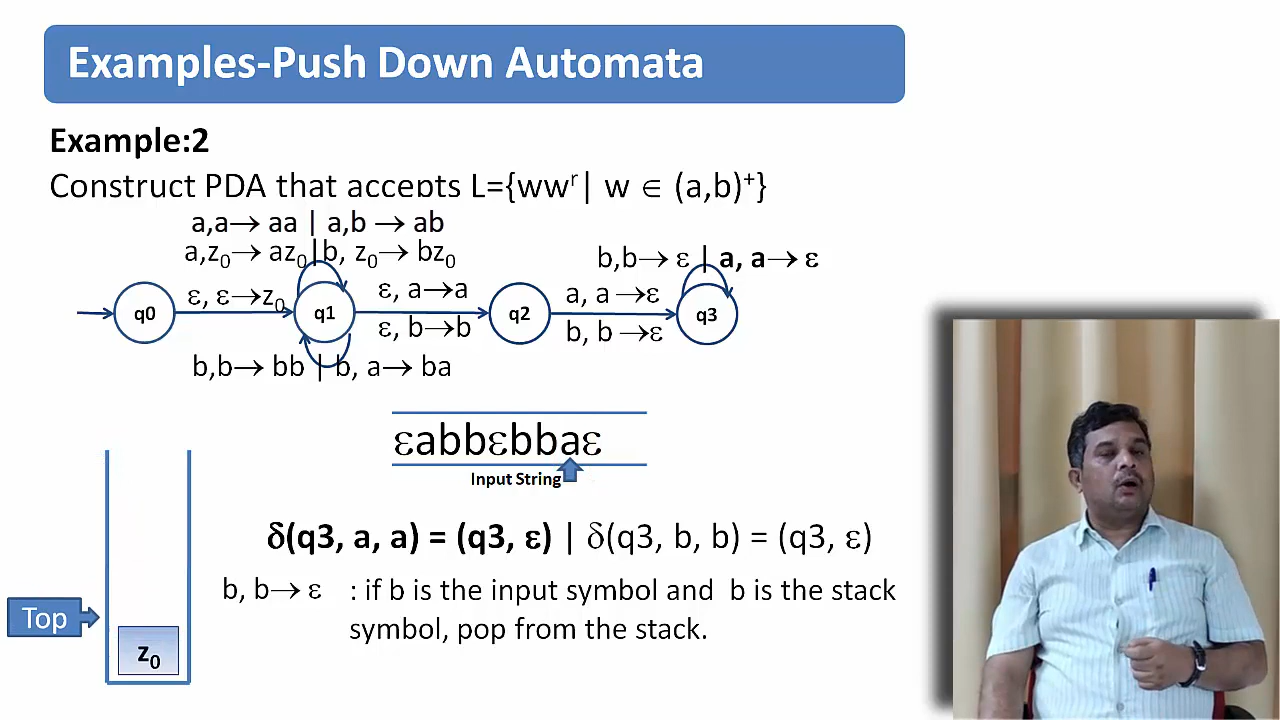 Examples-Push Down Automata
Example:2
Construct PDA that accepts L={wwʳ| w ∈ (a,b)⁺}
a,a→ aa | a,b → ab
a,z₀→ az₀ |b, z₀→ bz₀
b,b→ ε | a, a→ ε
q0
ε, ε→z₀
q1
ε, a→a
ε, b→b
q2
a, a →ε
b, b →ε
q3
b,b→ bb | b, a→ ba
εabbεbbaε
Input String
δ(q3, a, a) = (q3, ε) | δ(q3, b, b) = (q3, ε)
b, b→ ε : if b is the input symbol and b is the stack
symbol, pop from the stack.
Top
z₀